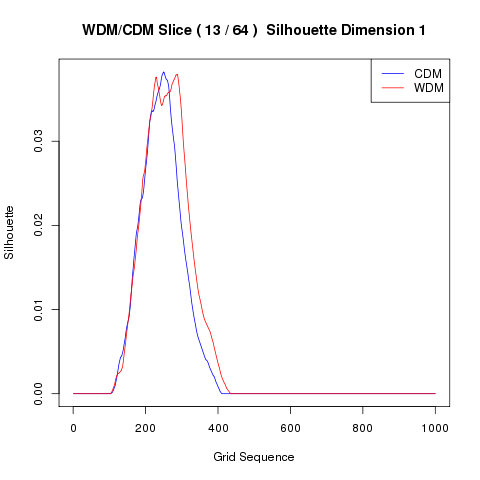 WDM/CDM Slice ( 13 / 64 ) Silhouette Dimension 1
CDM
WDM
Silhouette
0.03
0.02
0.01
0.00
0 200 400 600 800 1000
Grid Sequence